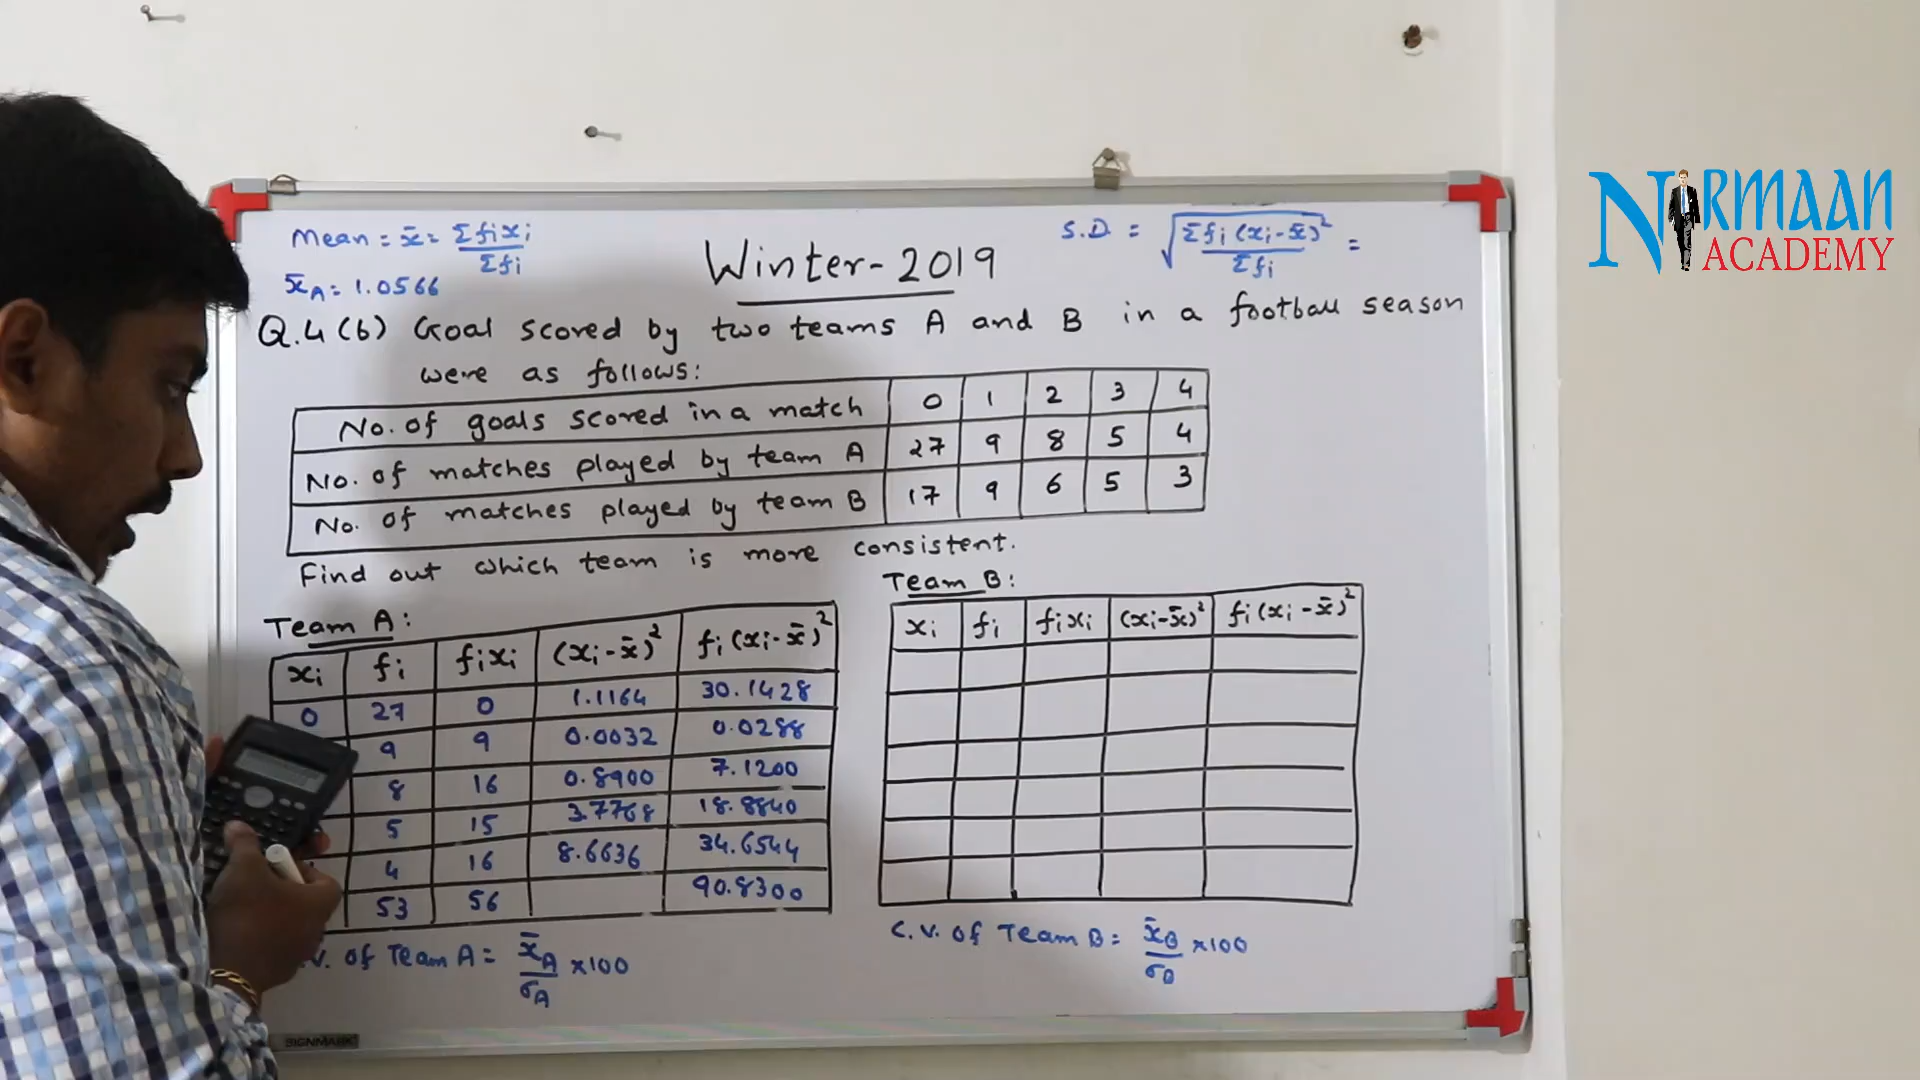 Mean = x̄ = Σfixi / Σfi
x̄A = 1.0566
Winter-2019
S.D. = √(Σfi (xi-x̄)² / Σfi) =
NIRMAAN
ACADEMY
Q.4 (b) Goal scored by two teams A and B in a football season
were as follows:
No. of goals scored in a match 0 1 2 3 4
No. of matches played by team A 27 9 8 5 4
No. of matches played by team B 17 9 6 5 3
Find out which team is more consistent.
Team A:
xi fi fixi (xi-x̄)² fi(xi-x̄)²
0 27 0 1.1164 30.1428
9 9 0.0032 0.0288
8 16 0.8900 7.1200
5 15 3.7768 18.8840
4 16 8.6636 34.6544
53 56 90.8300
.V. of Team A = x̄A / σA ×100
Team B:
xi fi fixi (xi-x̄)² fi(xi-x̄)²
C.V. of Team B = x̄B / σB ×100
SIGNMARK